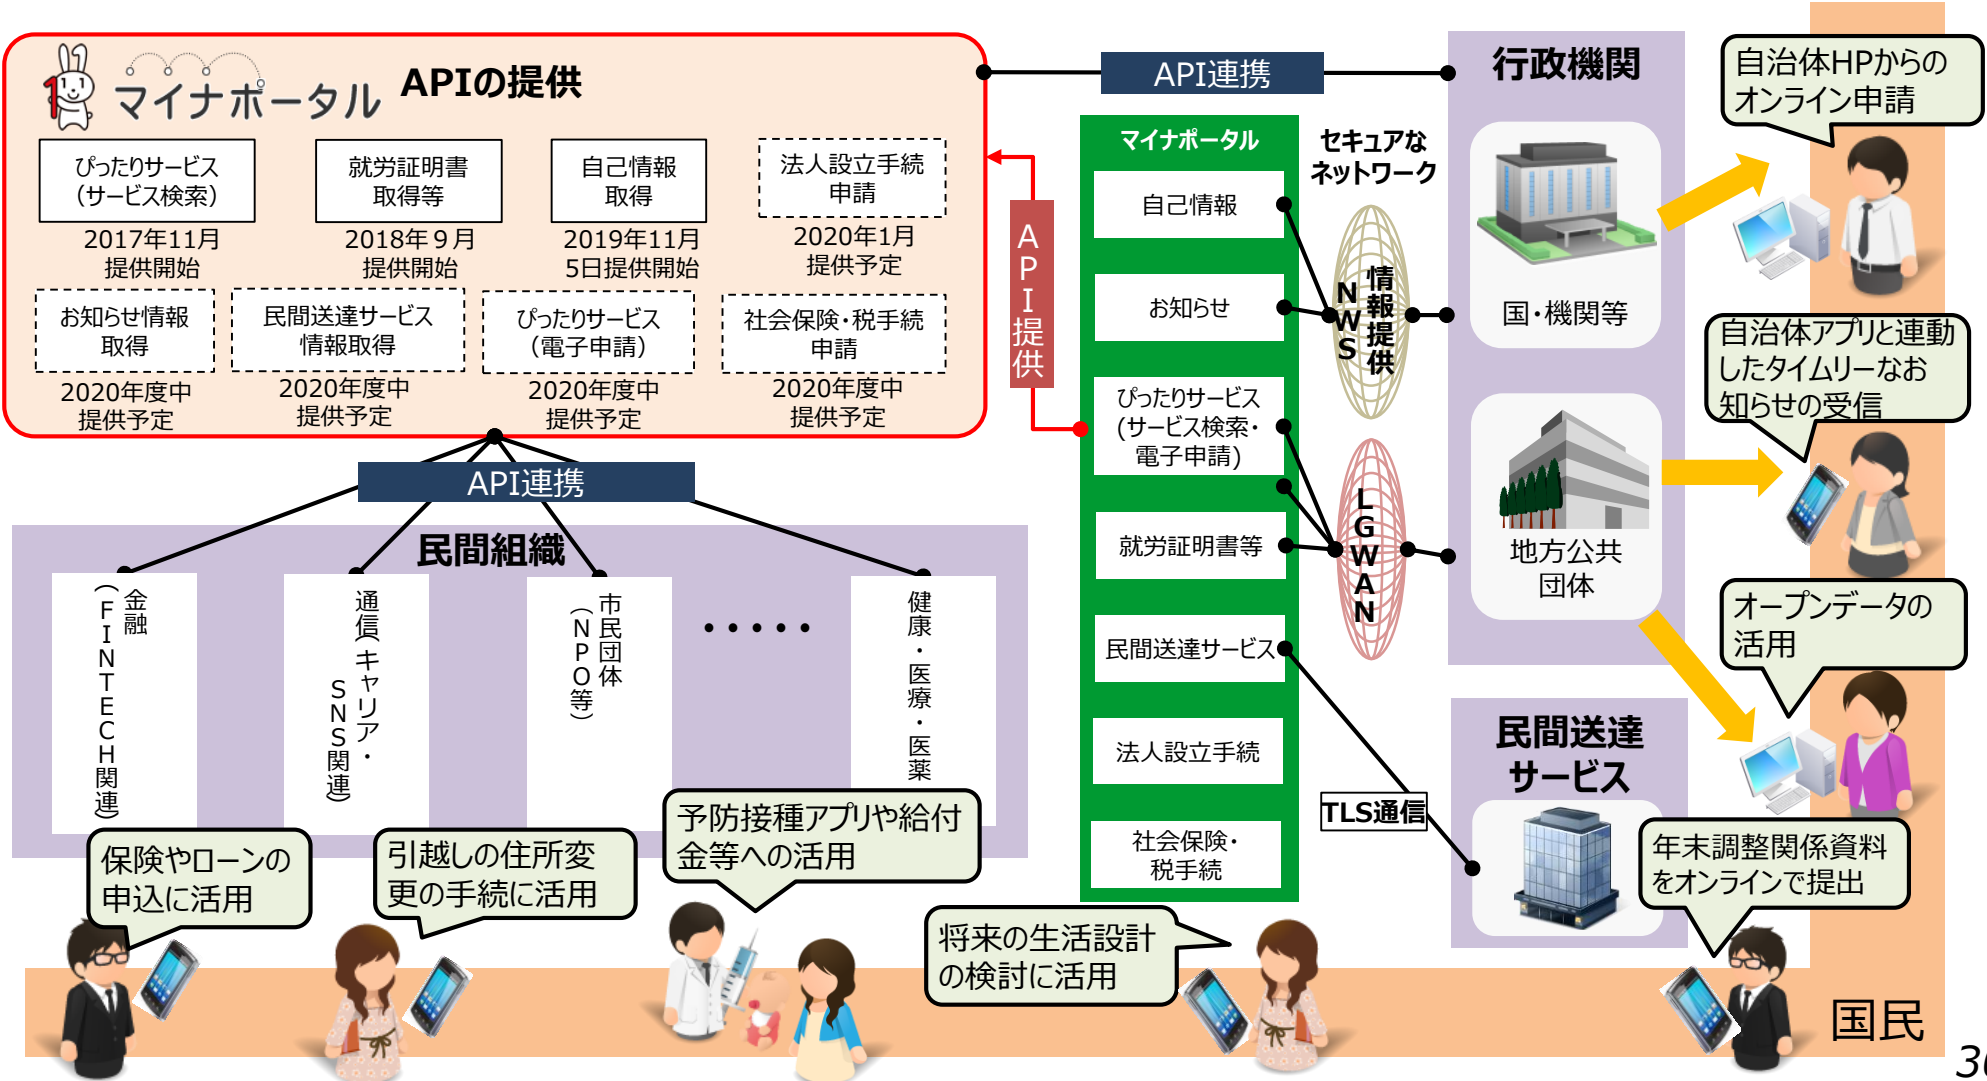 マイナポータル
APIの提供
ぴったりサービス
（サービス検索）
2017年11月
提供開始
就労証明書
取得等
2018年９月
提供開始
自己情報
取得
2019年11月
5日提供開始
法人設立手続
申請
2020年1月
提供予定
お知らせ情報
取得
2020年度中
提供予定
民間送達サービス
情報取得
2020年度中
提供予定
ぴったりサービス
（電子申請）
2020年度中
提供予定
社会保険・税手続
申請
2020年度中
提供予定
API連携
API提供
API連携
マイナポータル
自己情報
お知らせ
ぴったりサービス
(サービス検索・
電子申請)
就労証明書等
民間送達サービス
法人設立手続
社会保険・
税手続
セキュアな
ネットワーク
情報提供
NWS
LGWAN
TLS通信
行政機関
国・機関等
地方公共
団体
民間送達
サービス
民間組織
金融
（FINTECH関連）
通信（キャリア・
SNS関連）
市民団体
（NPO等）
・・・・・
健康・医療・医薬
自治体HPからの
オンライン申請
自治体アプリと連動
したタイムリーなお
知らせの受信
オープンデータの
活用
年末調整関係資料
をオンラインで提出
保険やローンの
申込に活用
引越しの住所変
更の手続に活用
予防接種アプリや給付
金等への活用
将来の生活設計
の検討に活用
国民